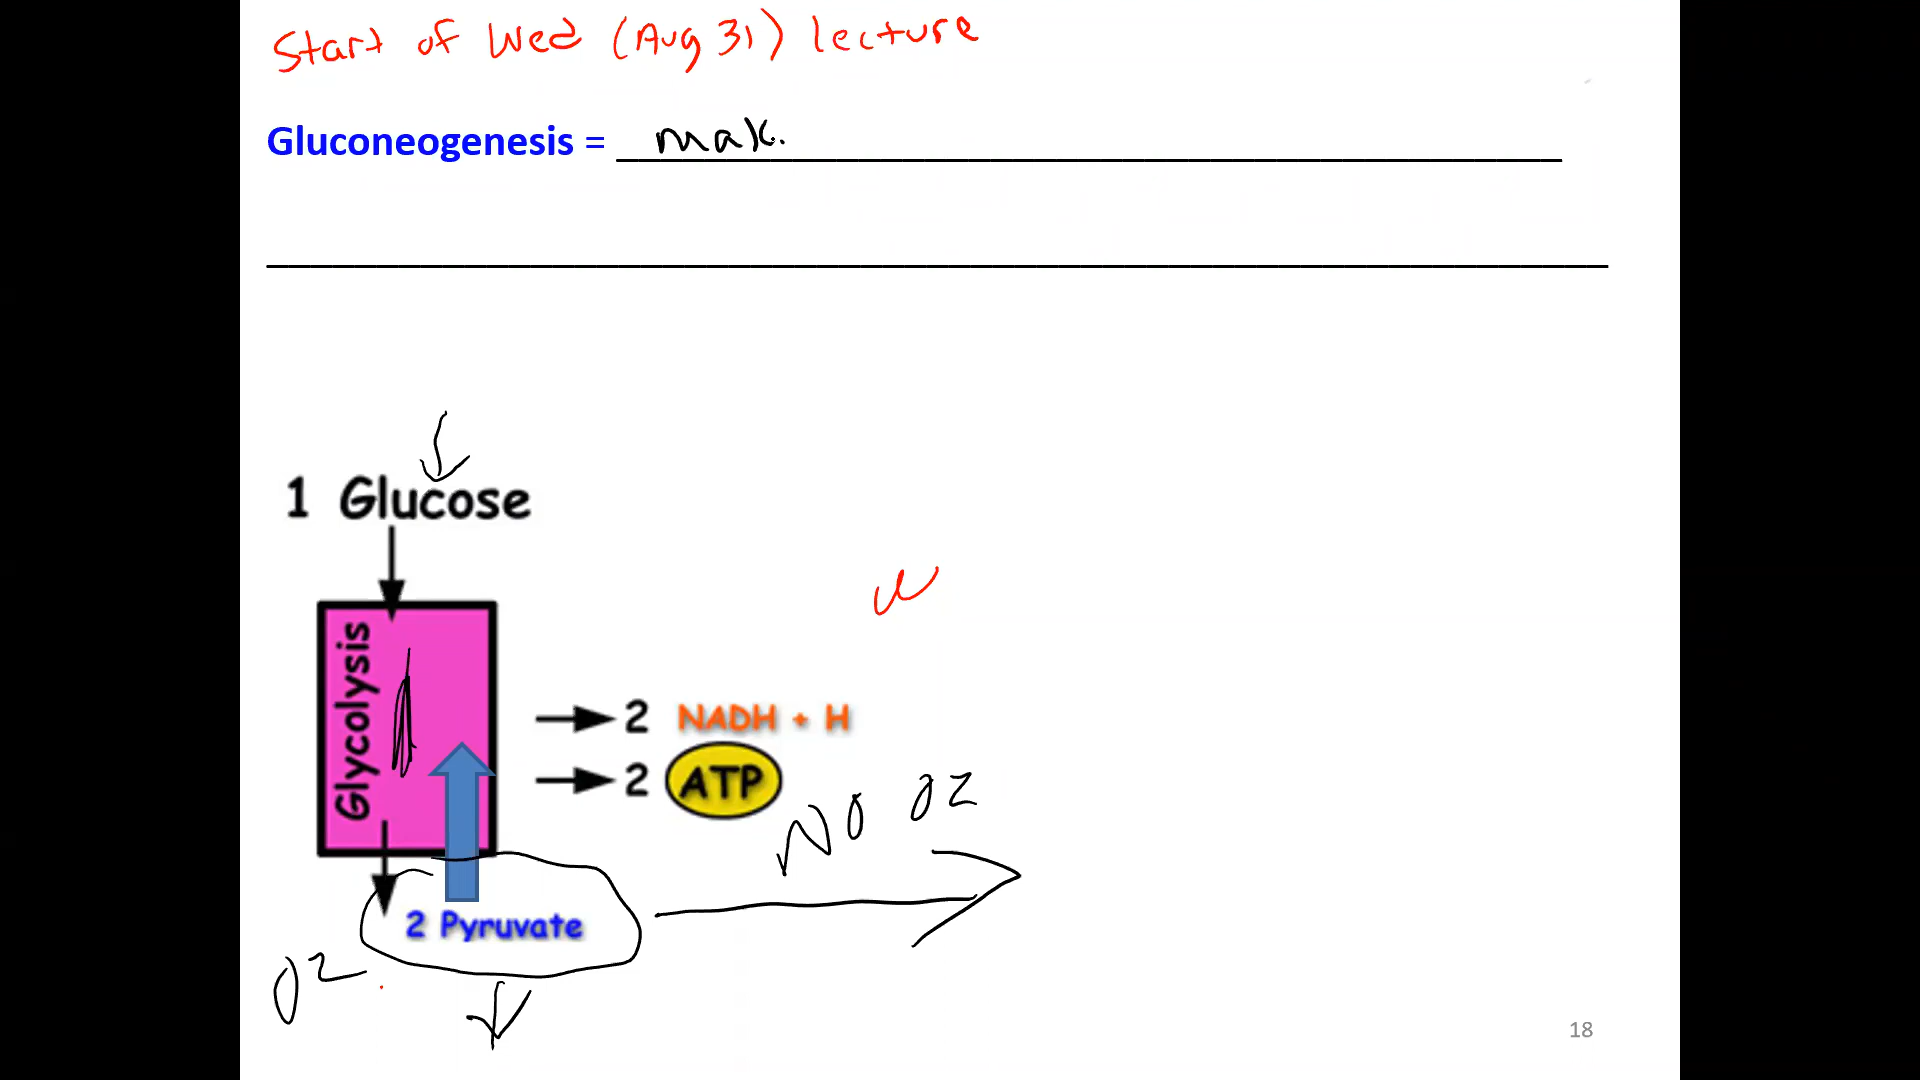 Start of Wed (Aug 31) lecture
Gluconeogenesis = mak
1 Glucose
Glycolysis
2 NADH + H
2 ATP
NO O2
2 Pyruvate
O2
18